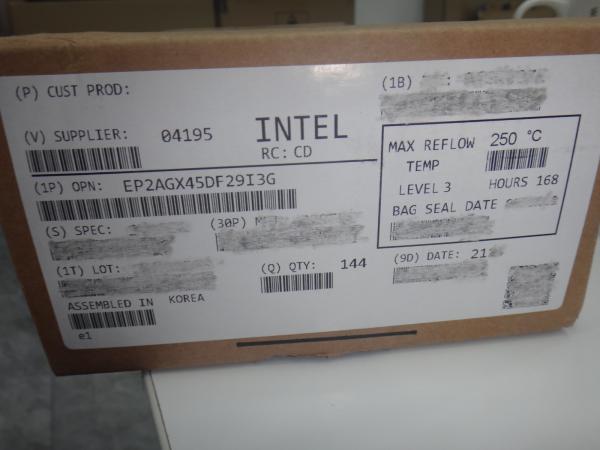 (P) CUST PROD:
(1B)
(V) SUPPLIER: 04195 INTEL
RC: CD
MAX REFLOW 250 °C
TEMP
LEVEL 3 HOURS 168
BAG SEAL DATE
(1P) OPN: EP2AGX45DF29I3G
(S) SPEC:
(30P)
(1T) LOT:
(Q) QTY: 144
(9D) DATE: 21
ASSEMBLED IN KOREA
e1